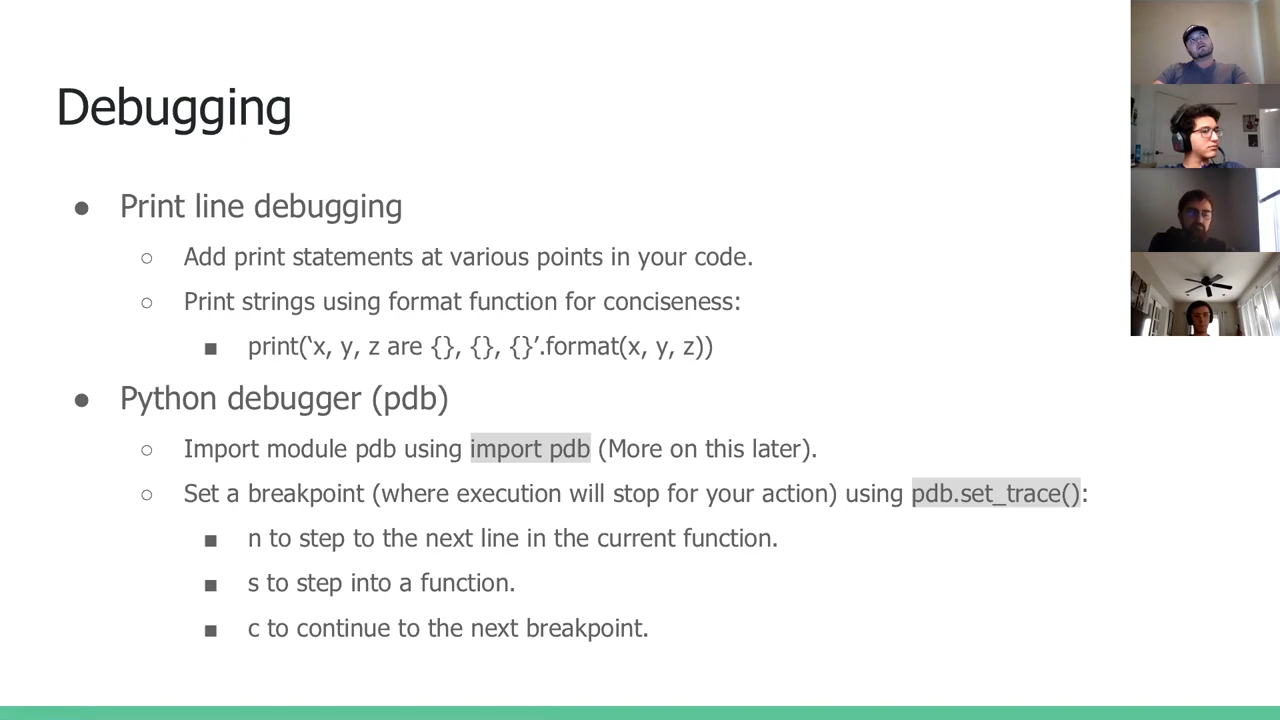 Debugging
● Print line debugging
○ Add print statements at various points in your code.
○ Print strings using format function for conciseness:
■ print(‘x, y, z are {}, {}, {}’.format(x, y, z))
● Python debugger (pdb)
○ Import module pdb using import pdb (More on this later).
○ Set a breakpoint (where execution will stop for your action) using pdb.set_trace():
■ n to step to the next line in the current function.
■ s to step into a function.
■ c to continue to the next breakpoint.